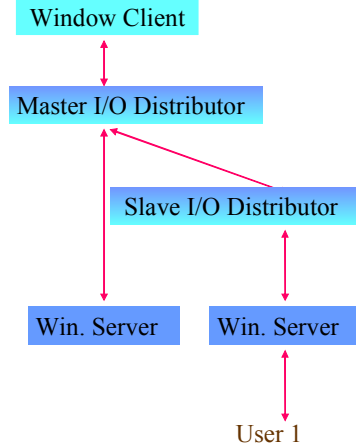 Window Client
Master I/O Distributor
Slave I/O Distributor
Win. Server
Win. Server
User 1